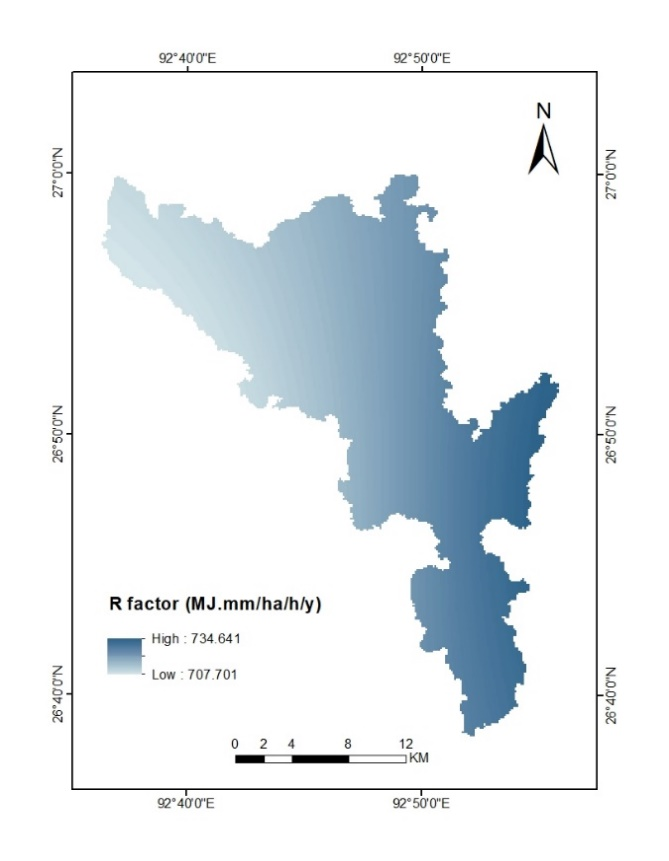 92°40'0"E 92°50'0"E
N
27°0'0"N 27°0'0"N
26°50'0"N 26°50'0"N
R factor (MJ.mm/ha/h/y)
High : 734.641
Low : 707.701
26°40'0"N 26°40'0"N
0 2 4 8 12
KM
92°40'0"E 92°50'0"E